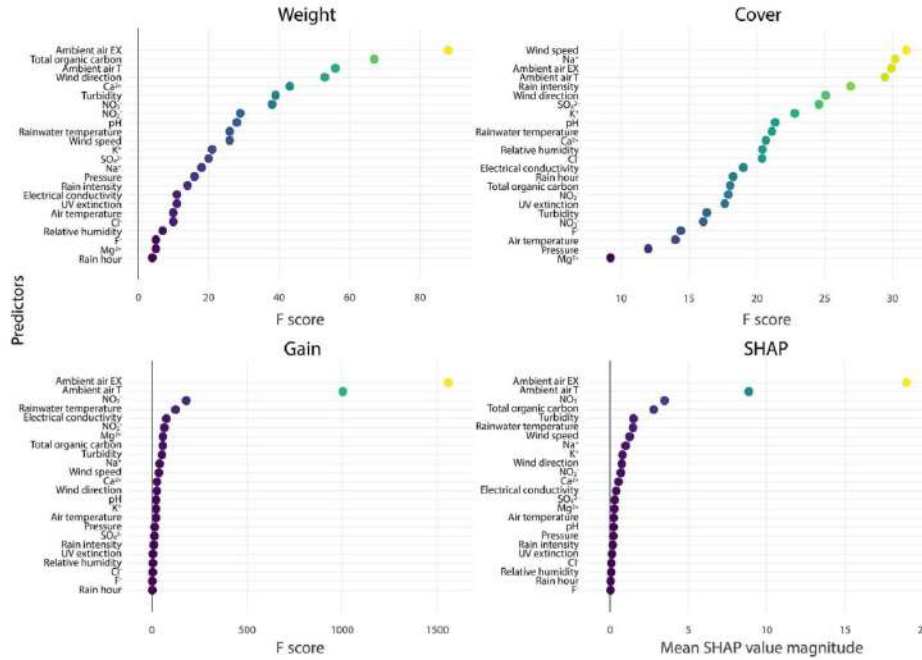 Weight
Ambient air EX
Total organic carbon
Ambient air T
Wind direction
Ca²⁺
Turbidity
NO₃⁻
NO₂⁻
pH
Rainwater temperature
Wind speed
K⁺
SO₄²⁻
Na⁺
Pressure
Rain intensity
Electrical conductivity
UV extinction
Air temperature
Cl⁻
Relative humidity
F⁻
Mg²⁺
Rain hour
0 20 40 60 80
F score
Cover
Wind speed
Na⁺
Ambient air EX
Ambient air T
Rain intensity
Wind direction
SO₄²⁻
K⁺
pH
Rainwater temperature
Ca²⁺
Relative humidity
Cl⁻
Electrical conductivity
Rain hour
Total organic carbon
UV extinction
Turbidity
F⁻
Air temperature
Pressure
Mg²⁺
10 15 20 25 30
F score
Predictors
Gain
Ambient air EX
Ambient air T
NO₃⁻
Rainwater temperature
Electrical conductivity
NO₂⁻
Mg²⁺
Total organic carbon
Turbidity
Na⁺
Wind speed
Ca²⁺
Wind direction
pH
K⁺
Air temperature
Pressure
SO₄²⁻
Rain intensity
UV extinction
Relative humidity
Cl⁻
F⁻
Rain hour
0 500 1000 1500
F score
SHAP
Ambient air EX
Ambient air T
NO₃⁻
Total organic carbon
Turbidity
Rainwater temperature
Wind speed
Na⁺
K⁺
Wind direction
NO₂⁻
Ca²⁺
Electrical conductivity
SO₄²⁻
Mg²⁺
Air temperature
pH
Pressure
Rain intensity
UV extinction
Cl⁻
Relative humidity
Rain hour
F⁻
0 5 10 15
Mean SHAP value magnitude